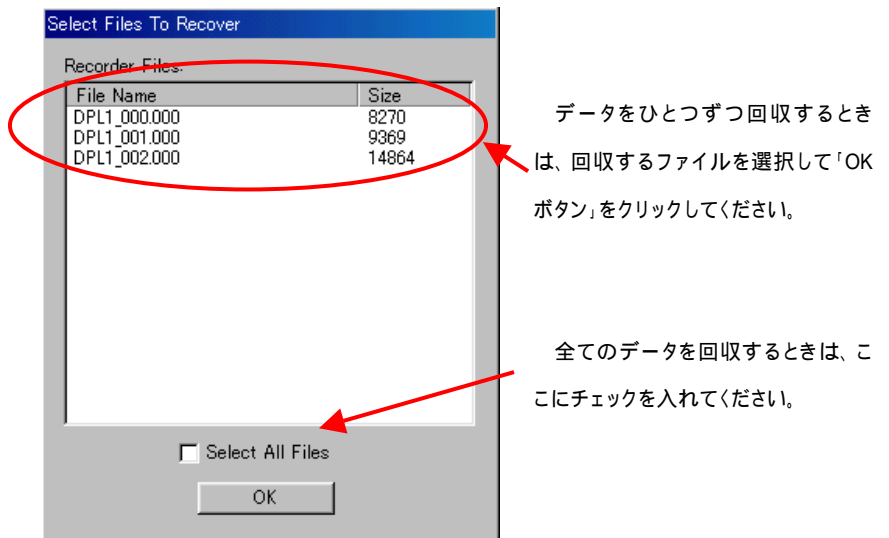 Select Files To Recover
Recorder Files:
File Name Size
DPL1_000.000 8270
DPL1_001.000 9369
DPL1_002.000 14864
データをひとつずつ回収するとき
は、回収するファイルを選択して「OK
ボタン」をクリックしてください。
全てのデータを回収するときは、こ
こにチェックを入れてください。
Select All Files
OK